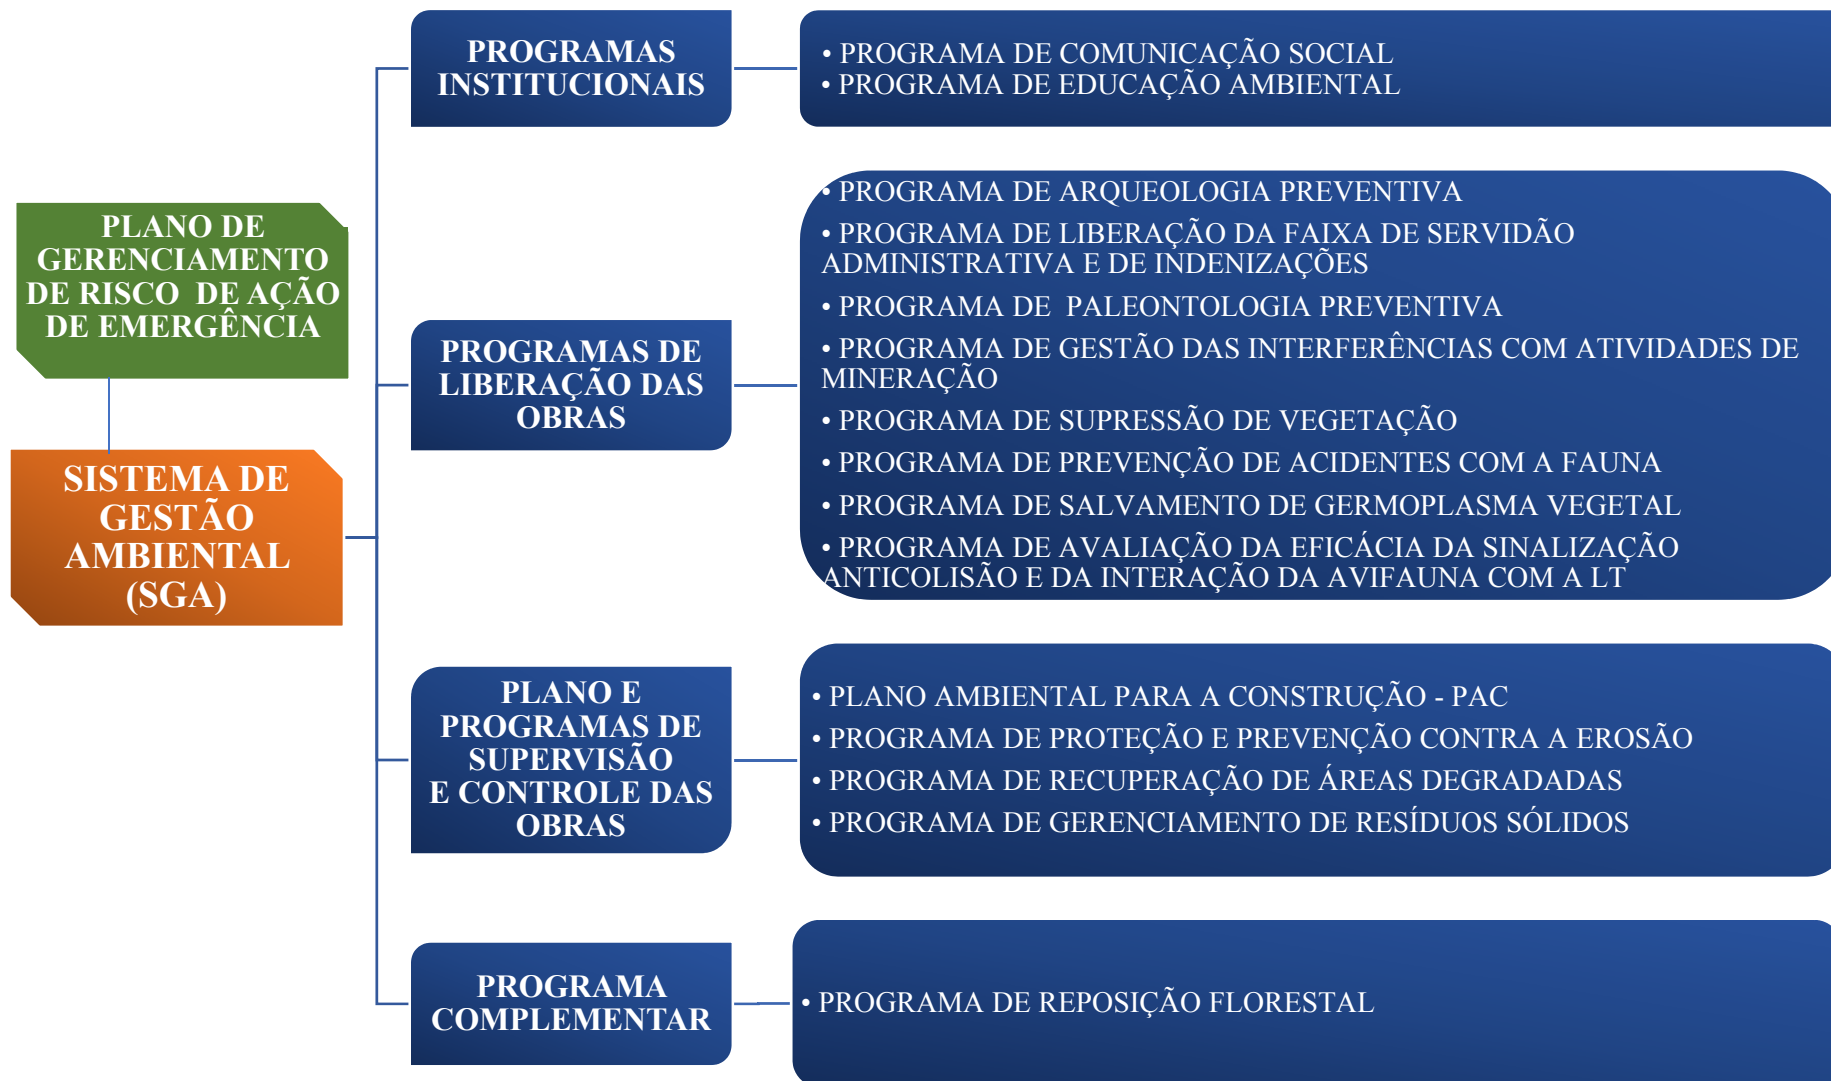 PLANO DE
GERENCIAMENTO
DE RISCO  DE AÇÃO
DE EMERGÊNCIA
SISTEMA DE
GESTÃO
AMBIENTAL
(SGA)
PROGRAMAS
INSTITUCIONAIS
• PROGRAMA DE COMUNICAÇÃO SOCIAL
• PROGRAMA DE EDUCAÇÃO AMBIENTAL
PROGRAMAS DE
LIBERAÇÃO DAS
OBRAS
• PROGRAMA DE ARQUEOLOGIA PREVENTIVA
• PROGRAMA DE LIBERAÇÃO DA FAIXA DE SERVIDÃO
ADMINISTRATIVA E DE INDENIZAÇÕES
• PROGRAMA DE  PALEONTOLOGIA PREVENTIVA
• PROGRAMA DE GESTÃO DAS INTERFERÊNCIAS COM ATIVIDADES DE
MINERAÇÃO
• PROGRAMA DE SUPRESSÃO DE VEGETAÇÃO
• PROGRAMA DE PREVENÇÃO DE ACIDENTES COM A FAUNA
• PROGRAMA DE SALVAMENTO DE GERMOPLASMA VEGETAL
• PROGRAMA DE AVALIAÇÃO DA EFICÁCIA DA SINALIZAÇÃO
ANTICOLISÃO E DA INTERAÇÃO DA AVIFAUNA COM A LT
PLANO E
PROGRAMAS DE
SUPERVISÃO
E CONTROLE DAS
OBRAS
• PLANO AMBIENTAL PARA A CONSTRUÇÃO - PAC
• PROGRAMA DE PROTEÇÃO E PREVENÇÃO CONTRA A EROSÃO
• PROGRAMA DE RECUPERAÇÃO DE ÁREAS DEGRADADAS
• PROGRAMA DE GERENCIAMENTO DE RESÍDUOS SÓLIDOS
PROGRAMA
COMPLEMENTAR
• PROGRAMA DE REPOSIÇÃO FLORESTAL